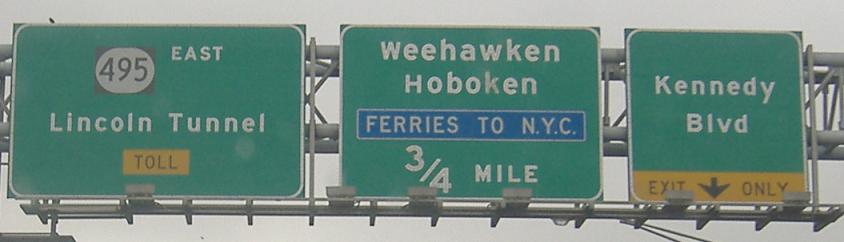 495 EAST
Lincoln Tunnel
TOLL
Weehawken
Hoboken
FERRIES TO N.Y.C.
3/4 MILE
Kennedy
Blvd
EXIT ONLY